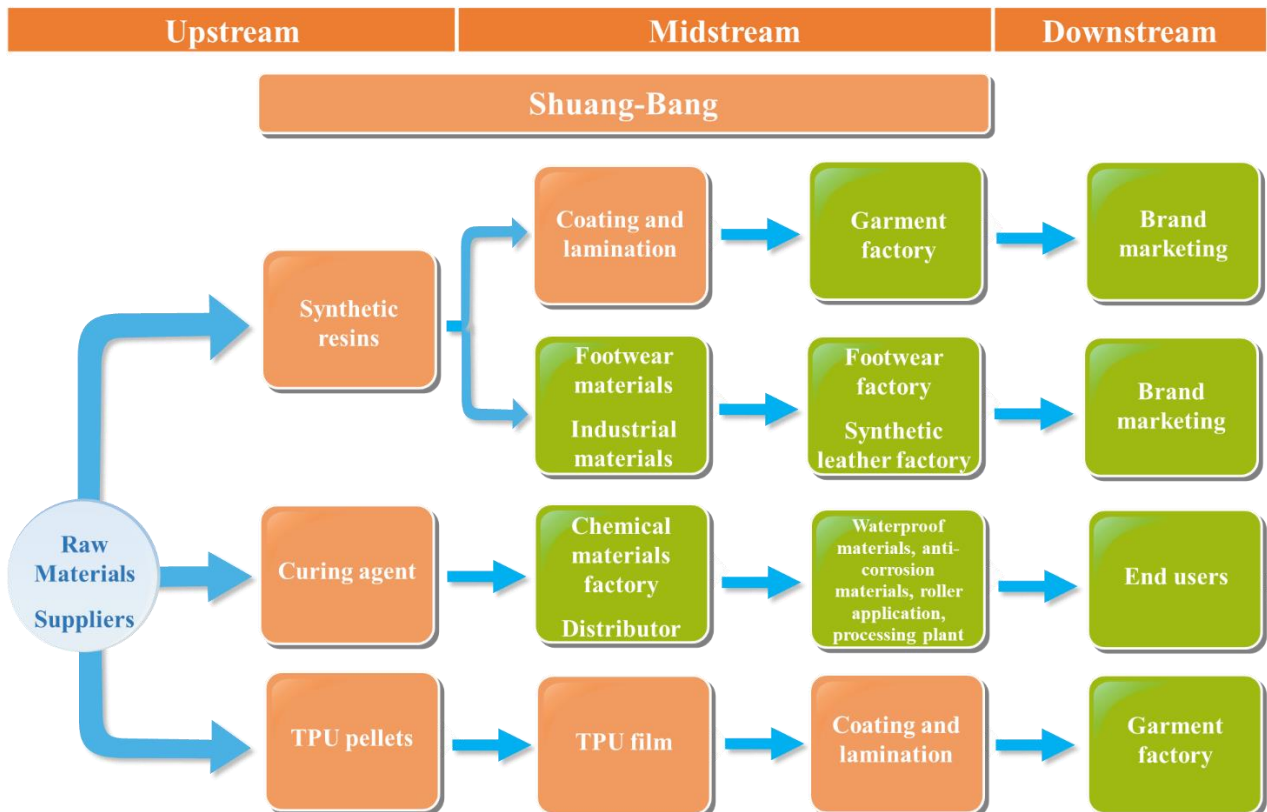 Upstream
Midstream
Downstream
Shuang-Bang
Coating and
lamination
Garment
factory
Brand
marketing
Synthetic
resins
Footwear
materials
Industrial
materials
Footwear
factory
Synthetic
leather factory
Brand
marketing
Raw
Materials
Suppliers
Curing agent
Chemical
materials
factory
Distributor
Waterproof
materials, anti-
corrosion
materials, roller
application,
processing plant
End users
TPU pellets
TPU film
Coating and
lamination
Garment
factory